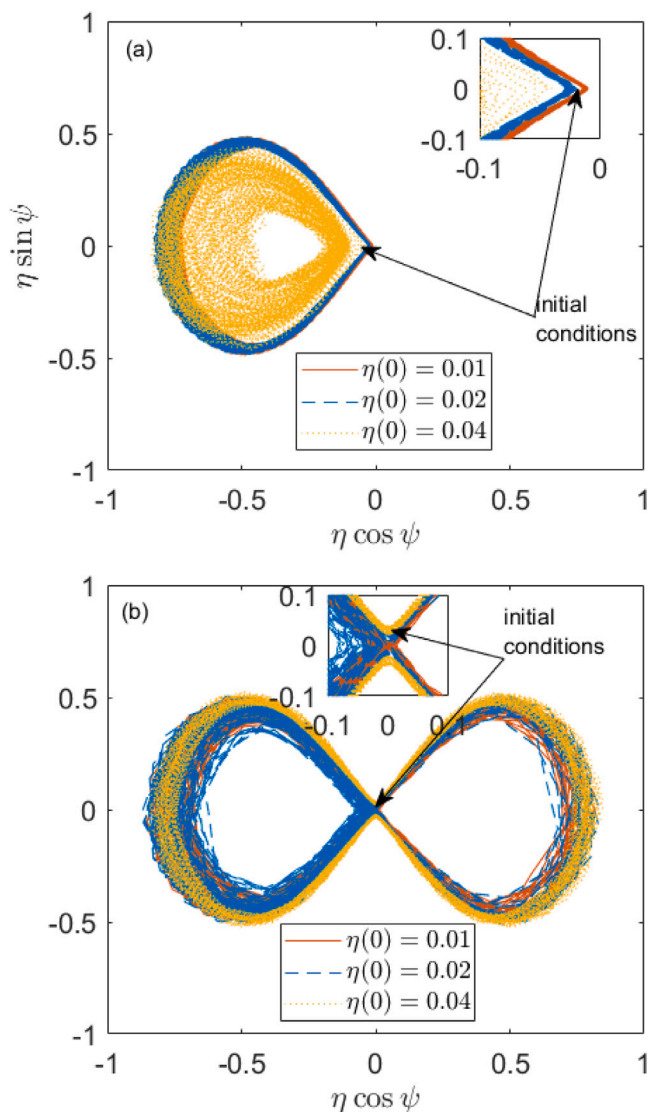 (a)
1
0.5
0
-0.5
-1
η sin ψ
0.1
0
-0.1
-0.1 0
initial
conditions
η(0) = 0.01
η(0) = 0.02
η(0) = 0.04
-1 -0.5 0 0.5 1
η cos ψ
(b)
1
0.5
0
-0.5
-1
0.1
0
-0.1
-0.1 0 0.1
initial
conditions
η(0) = 0.01
η(0) = 0.02
η(0) = 0.04
-1 -0.5 0 0.5 1
η cos ψ